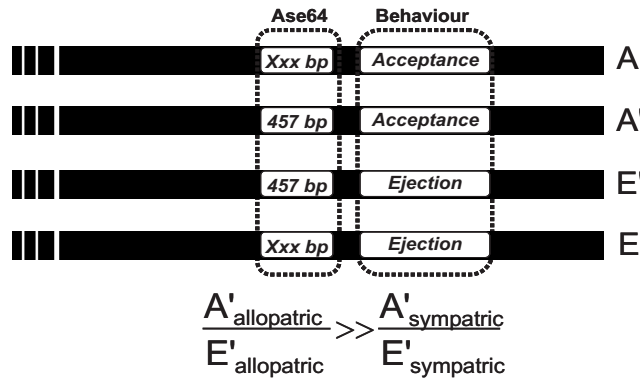 Ase64 Behaviour
Xxx bp Acceptance A
457 bp Acceptance A'
457 bp Ejection E'
Xxx bp Ejection E
A'allopatric >> A'sympatric
E'allopatric E'sympatric